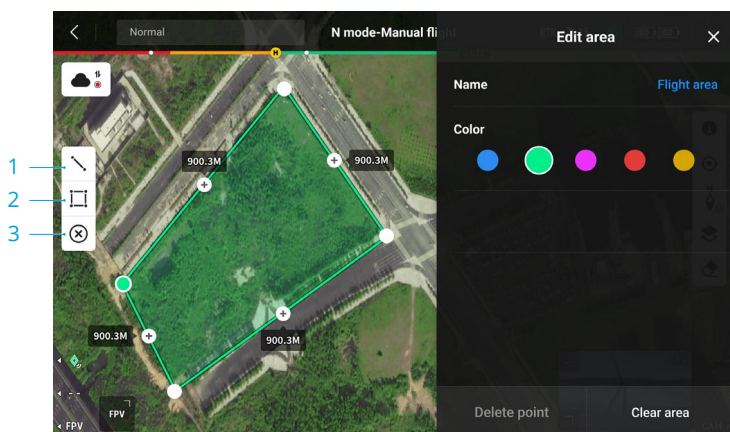 Normal
N mode-Manual fli
Edit area
Name
Flight area
Color
1
2
3
900.3M
900.3M
900.3M
900.3M
H
FPV
FPV
Delete point
Clear area